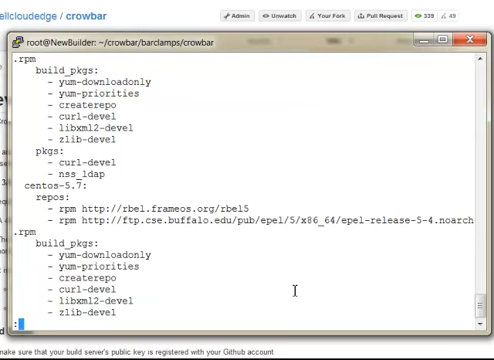 ellcloudedge / crowbar
Admin
Unwatch
Your Fork
Pull Request
339
49
root@NewBuilder: ~/crowbar/barclamps/crowbar
.rpm
build_pkgs:
- yum-downloadonly
- yum-priorities
- createrepo
- curl-devel
- libxml2-devel
- zlib-devel
pkgs:
- curl-devel
- nss_ldap
centos-5.7:
repos:
- rpm http://rbel.frameos.org/rbel5
- rpm http://ftp.cse.buffalo.edu/pub/epel/5/x86_64/epel-release-5-4.noarch
.rpm
build_pkgs:
- yum-downloadonly
- yum-priorities
- createrepo
- curl-devel
- libxml2-devel
- zlib-devel
:
make sure that your build server's public key is registered with your Github account